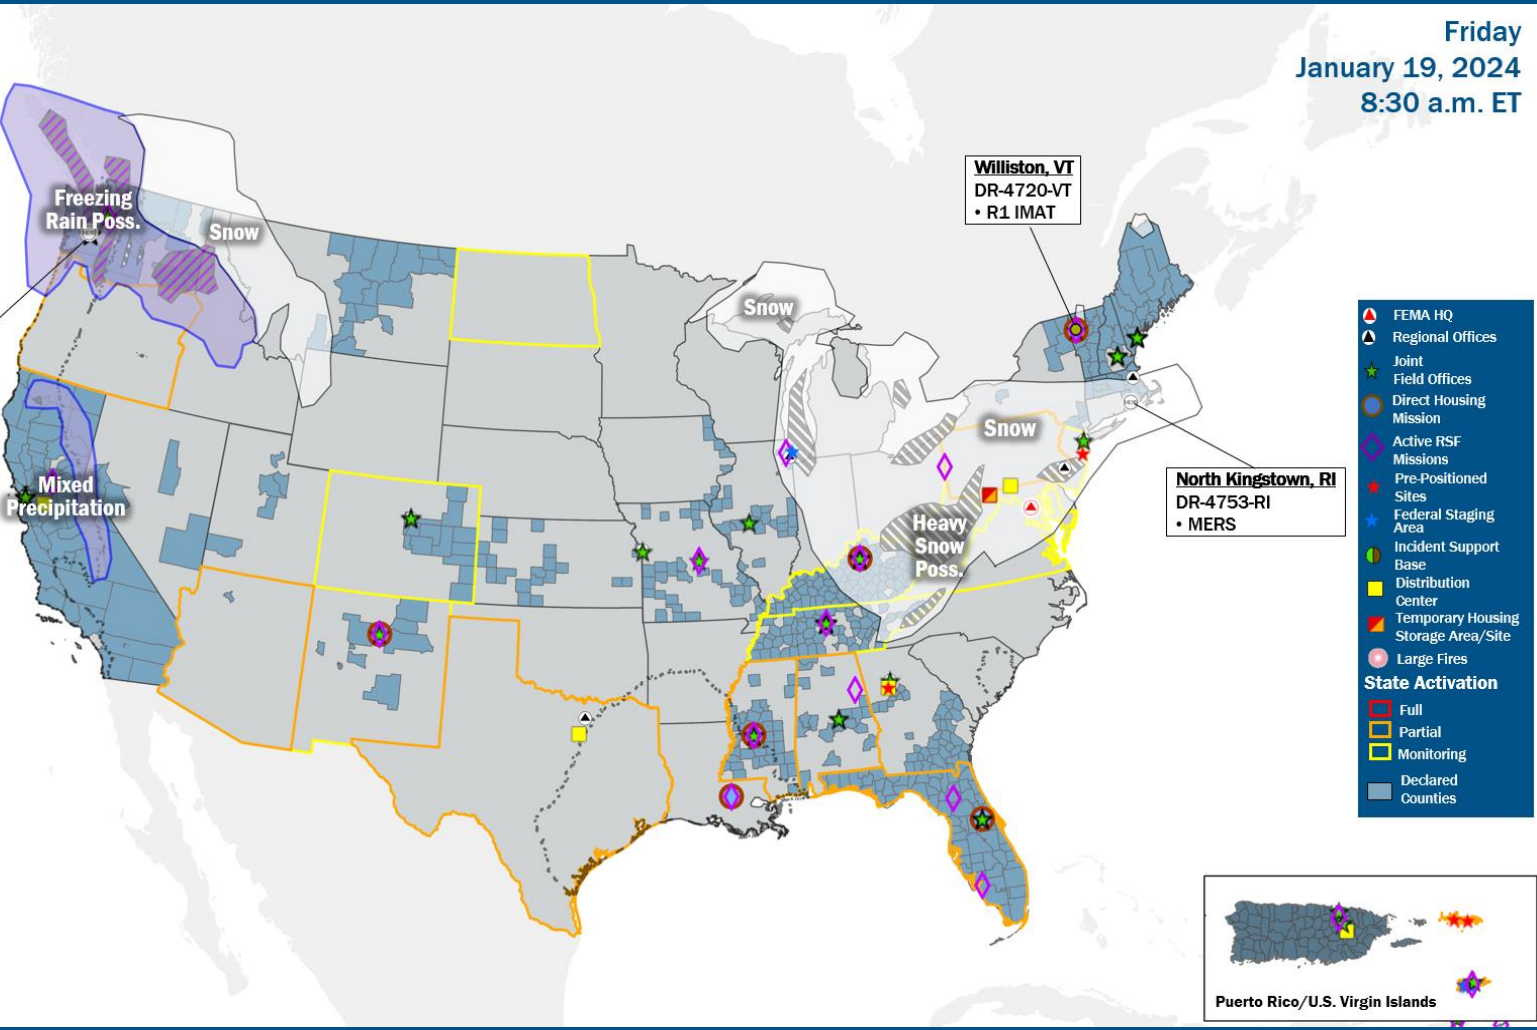 Friday
January 19, 2024
8:30 a.m. ET
Williston, VT
DR-4720-VT
• R1 IMAT
Freezing
Rain Poss.
Snow
Snow
Snow
Mixed
Precipitation
Heavy
Snow
Poss.
North Kingstown, RI
DR-4753-RI
• MERS
FEMA HQ
Regional Offices
Joint
Field Offices
Direct Housing
Mission
Active RSF
Missions
Pre-Positioned
Sites
Federal Staging
Area
Incident Support
Base
Distribution
Center
Temporary Housing
Storage Area/Site
Large Fires
State Activation
Full
Partial
Monitoring
Declared
Counties
Puerto Rico/U.S. Virgin Islands